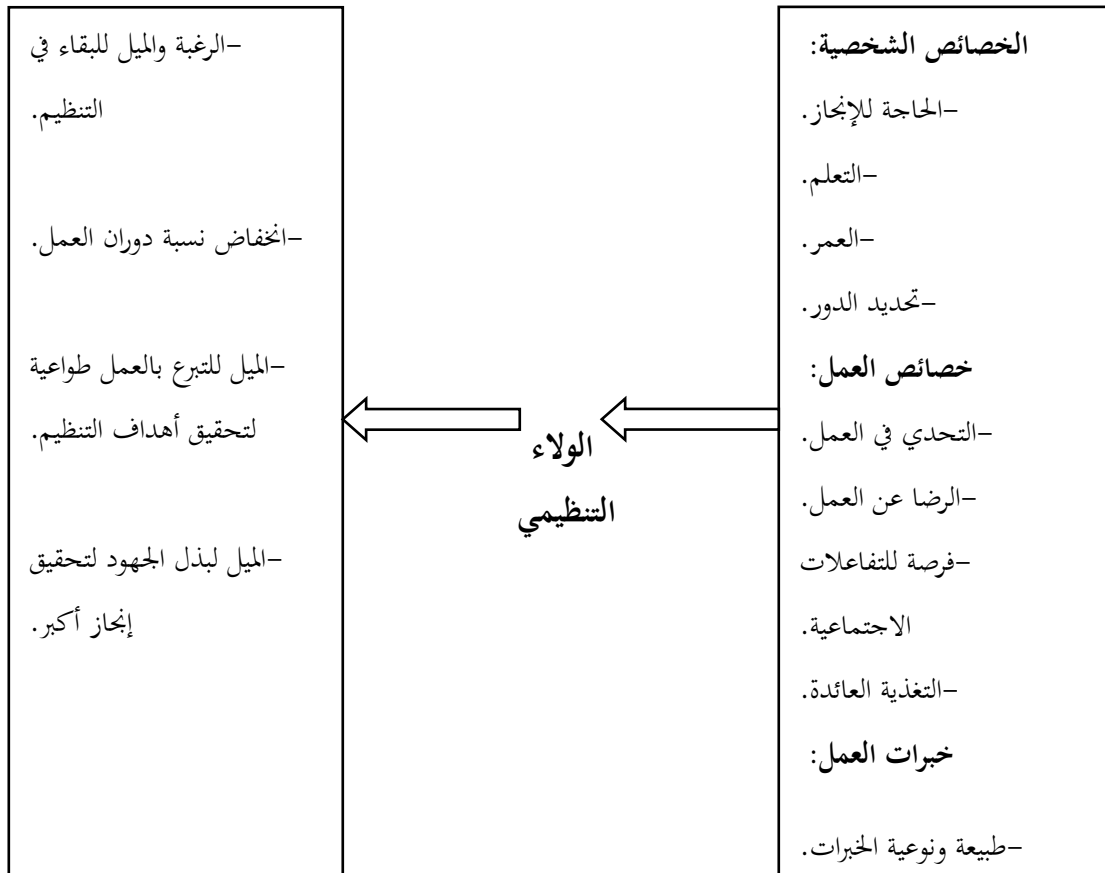 الخصائص الشخصية:
-الحاجة للإنجاز.
-التعلم.
-العمر.
-تحديد الدور.
خصائص العمل:
-التحدي في العمل.
-الرضا عن العمل.
-فرصة للتفاعلات
الاجتماعية.
-التغذية العائدة.
خبرات العمل:
-طبيعة ونوعية الخبرات.
الولاء
التنظيمي
-الرغبة والميل للبقاء في
التنظيم.
-انخفاض نسبة دوران العمل.
-الميل للتبرع بالعمل طواعية
لتحقيق أهداف التنظيم.
-الميل لبذل الجهود لتحقيق
إنجاز أكبر.